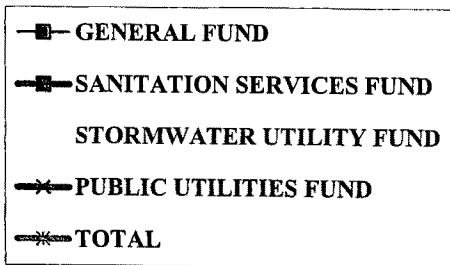 GENERAL FUND
SANITATION SERVICES FUND
STORMWATER UTILITY FUND
PUBLIC UTILITIES FUND
TOTAL